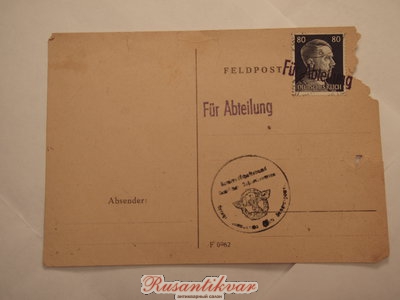 80 80
DEUTSCHES REICH
FELDPOST
Für Abteilung
Für Abteilung
Absender:
F 0962
Rusantikvar
антикварный салон